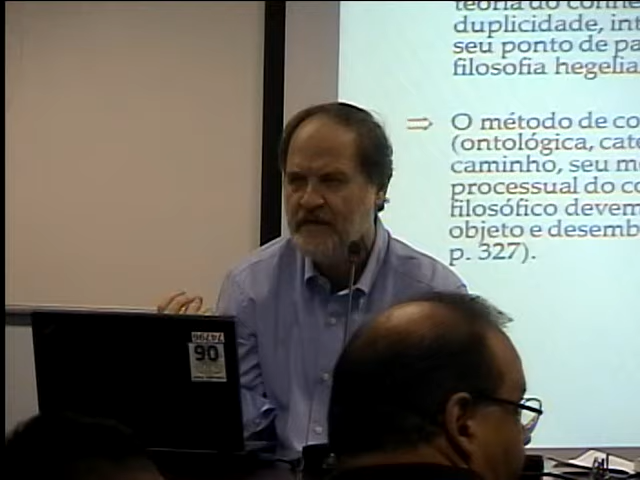 teoria do conhe
duplicidade, int
seu ponto de pa
filosofia hegelia
O método de co
(ontológica, cate
caminho, seu m
processual do co
filosófico devem
objeto e desemb
p. 327).
74796
90